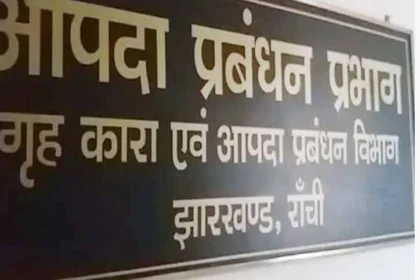 आपदा प्रबंधन प्रभाग
गृह कारा एवं आपदा प्रबंधन विभाग
झारखण्ड, राँची